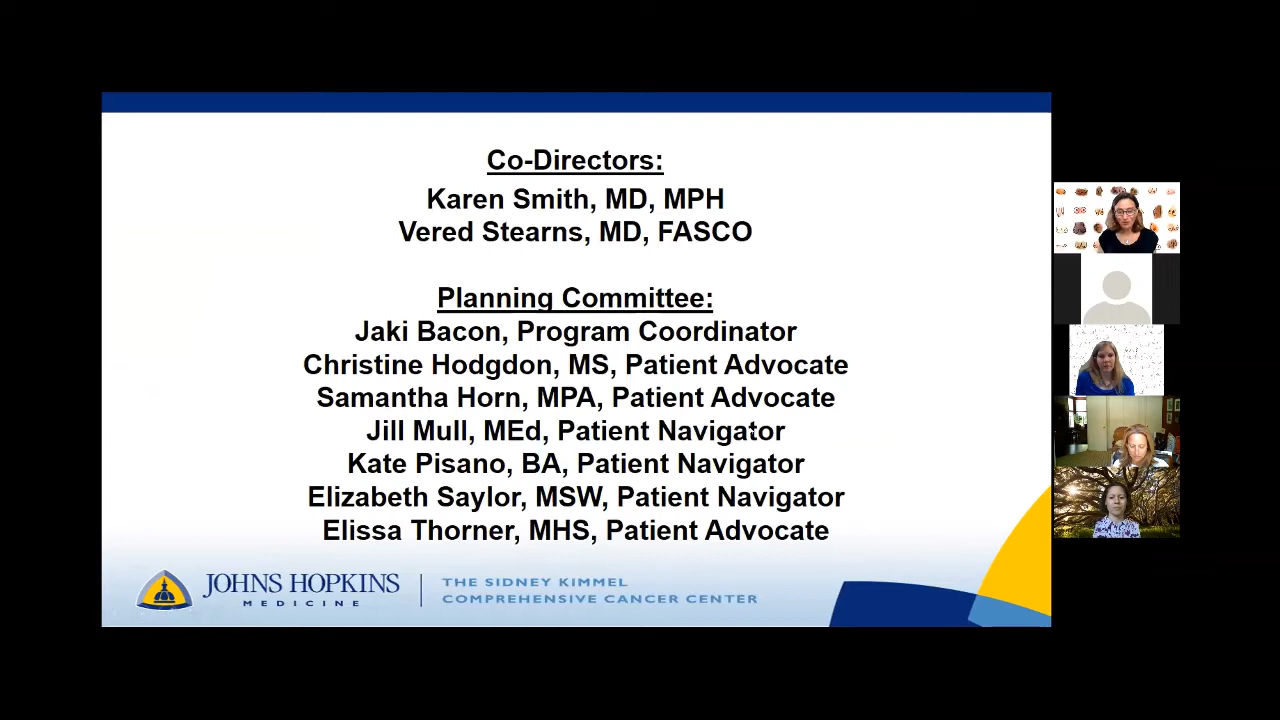 Co-Directors:
Karen Smith, MD, MPH
Vered Stearns, MD, FASCO
Planning Committee:
Jaki Bacon, Program Coordinator
Christine Hodgdon, MS, Patient Advocate
Samantha Horn, MPA, Patient Advocate
Jill Mull, MEd, Patient Navigator
Kate Pisano, BA, Patient Navigator
Elizabeth Saylor, MSW, Patient Navigator
Elissa Thorner, MHS, Patient Advocate
JOHNS HOPKINS
MEDICINE
THE SIDNEY KIMMEL
COMPREHENSIVE CANCER CENTER